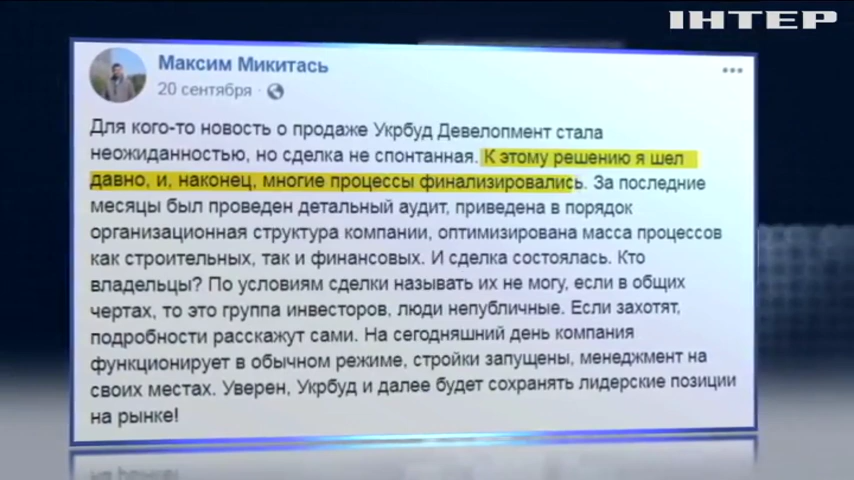 ІНТЕР
Максим Микитась
20 сентября
Для кого-то новость о продаже Укрбуд Девелопмент стала
неожиданностью, но сделка не спонтанная. К этому решению я шел
давно, и, наконец, многие процессы финализировались. За последние
месяцы был проведен детальный аудит, приведена в порядок
организационная структура компании, оптимизирована масса процессов
как строительных, так и финансовых. И сделка состоялась. Кто
владельцы? По условиям сделки называть их не могу, если в общих
чертах, то это группа инвесторов, люди непубличные. Если захотят,
подробности расскажут сами. На сегодняшний день компания
функционирует в обычном режиме, стройки запущены, менеджмент на
своих местах. Уверен, Укрбуд и далее будет сохранять лидерские позиции
на рынке!